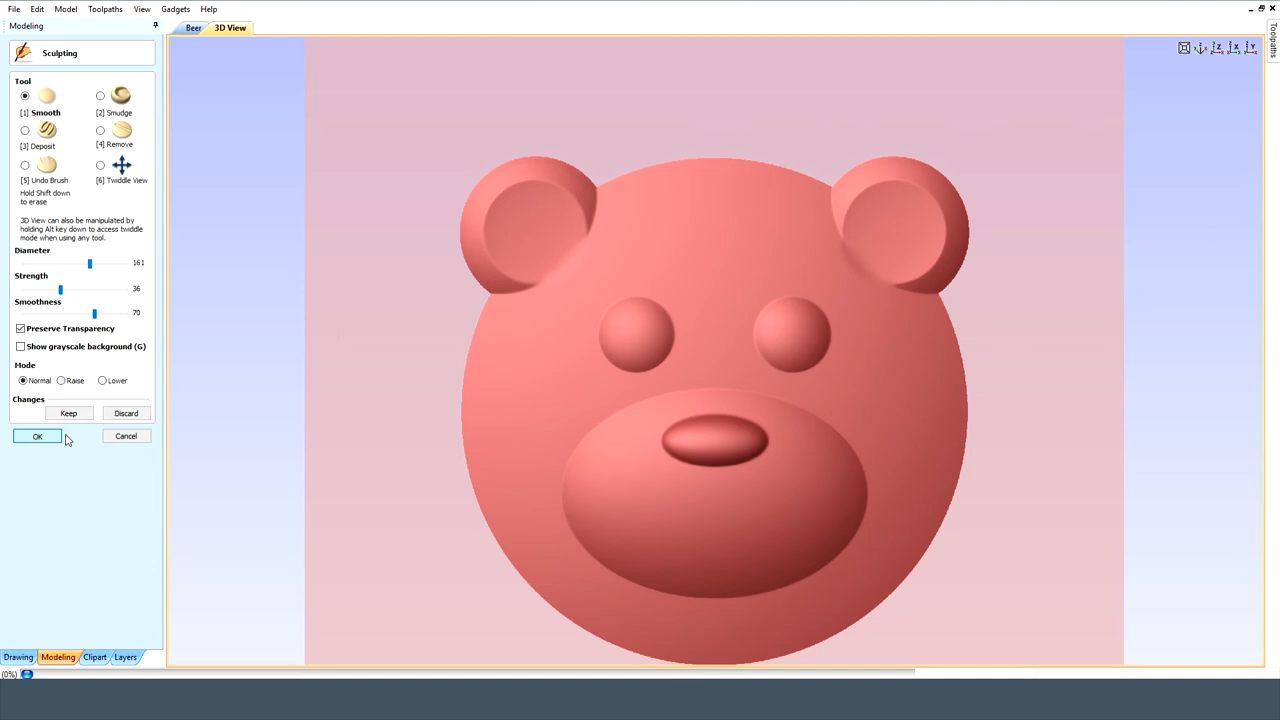 File Edit Model Toolpaths View Gadgets Help
Modeling
Beer 3D View
Toolpaths
Sculpting
Tool
[1] Smooth [2] Smudge
[3] Deposit [4] Remove
[5] Undo Brush [6] Twiddle View
Hold Shift down
to erase
3D View can also be manipulated by
holding Alt key down to access twiddle
mode when using any tool.
Diameter
161
Strength
36
Smoothness
70
Preserve Transparency
Show grayscale background (G)
Mode
Normal Raise Lower
Changes
Keep Discard
OK Cancel
Drawing Modeling Clipart Layers
(0%)